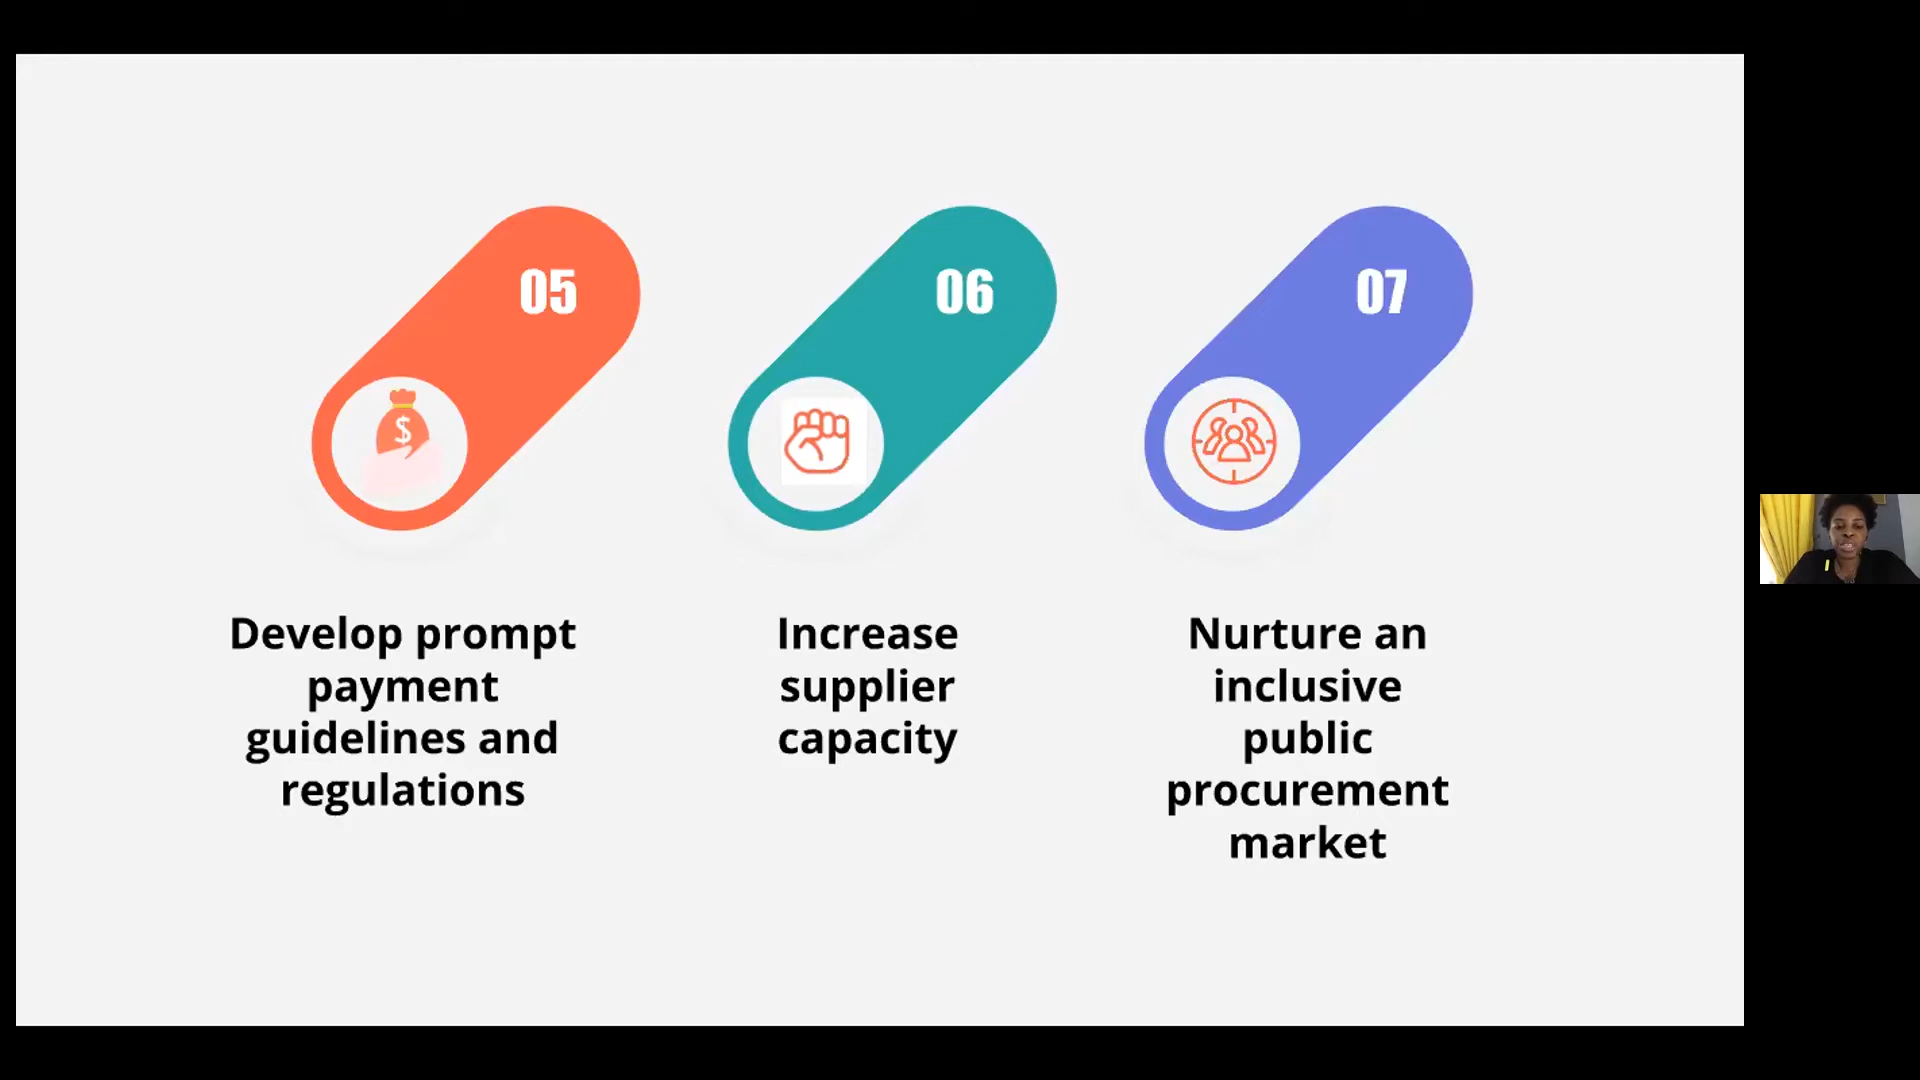 05
06
07
$
Develop prompt
payment
guidelines and
regulations
Increase
supplier
capacity
Nurture an
inclusive
public
procurement
market